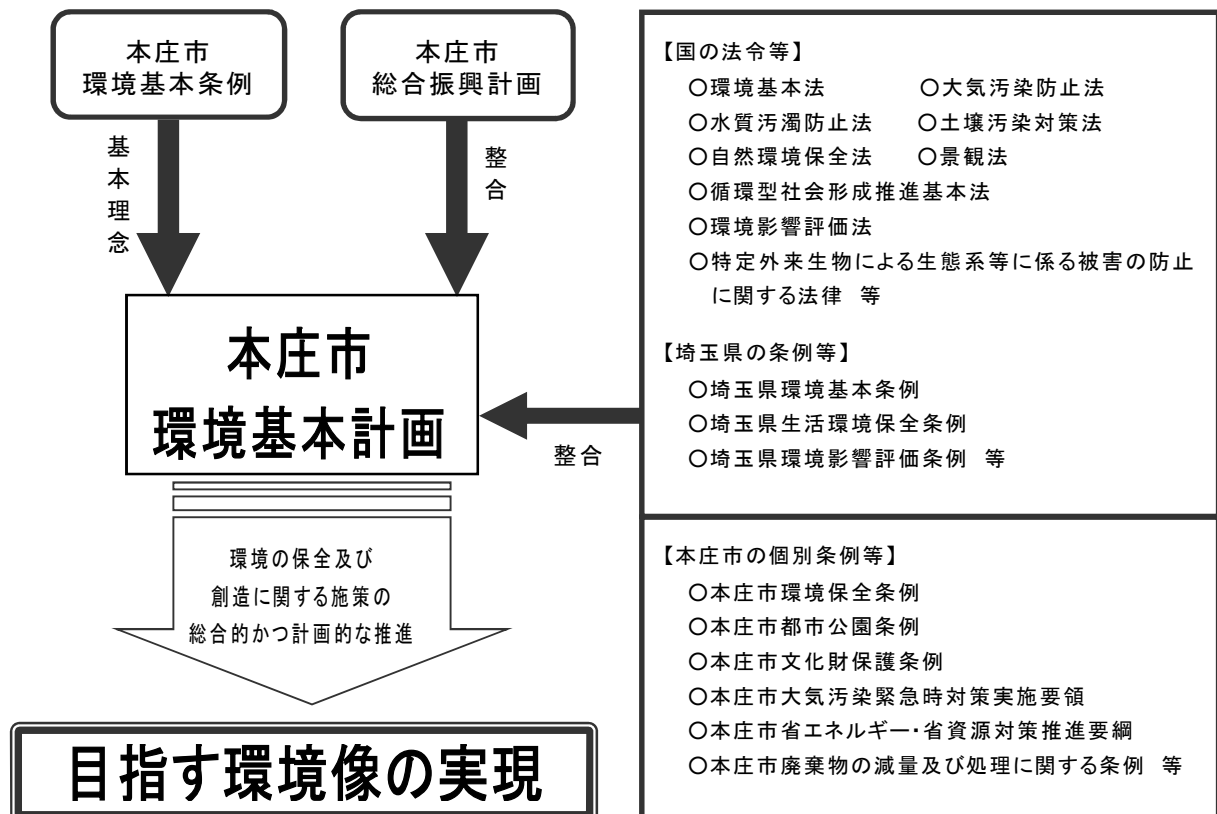 本庄市
環境基本条例
本庄市
総合振興計画
基本理念
整合
本庄市
環境基本計画
整合
環境の保全及び
創造に関する施策の
総合的かつ計画的な推進
目指す環境像の実現
【国の法令等】
○環境基本法 ○大気汚染防止法
○水質汚濁防止法 ○土壌汚染対策法
○自然環境保全法 ○景観法
○循環型社会形成推進基本法
○環境影響評価法
○特定外来生物による生態系等に係る被害の防止
に関する法律 等
【埼玉県の条例等】
○埼玉県環境基本条例
○埼玉県生活環境保全条例
○埼玉県環境影響評価条例 等
【本庄市の個別条例等】
○本庄市環境保全条例
○本庄市都市公園条例
○本庄市文化財保護条例
○本庄市大気汚染緊急時対策実施要領
○本庄市省エネルギー・省資源対策推進要綱
○本庄市廃棄物の減量及び処理に関する条例 等